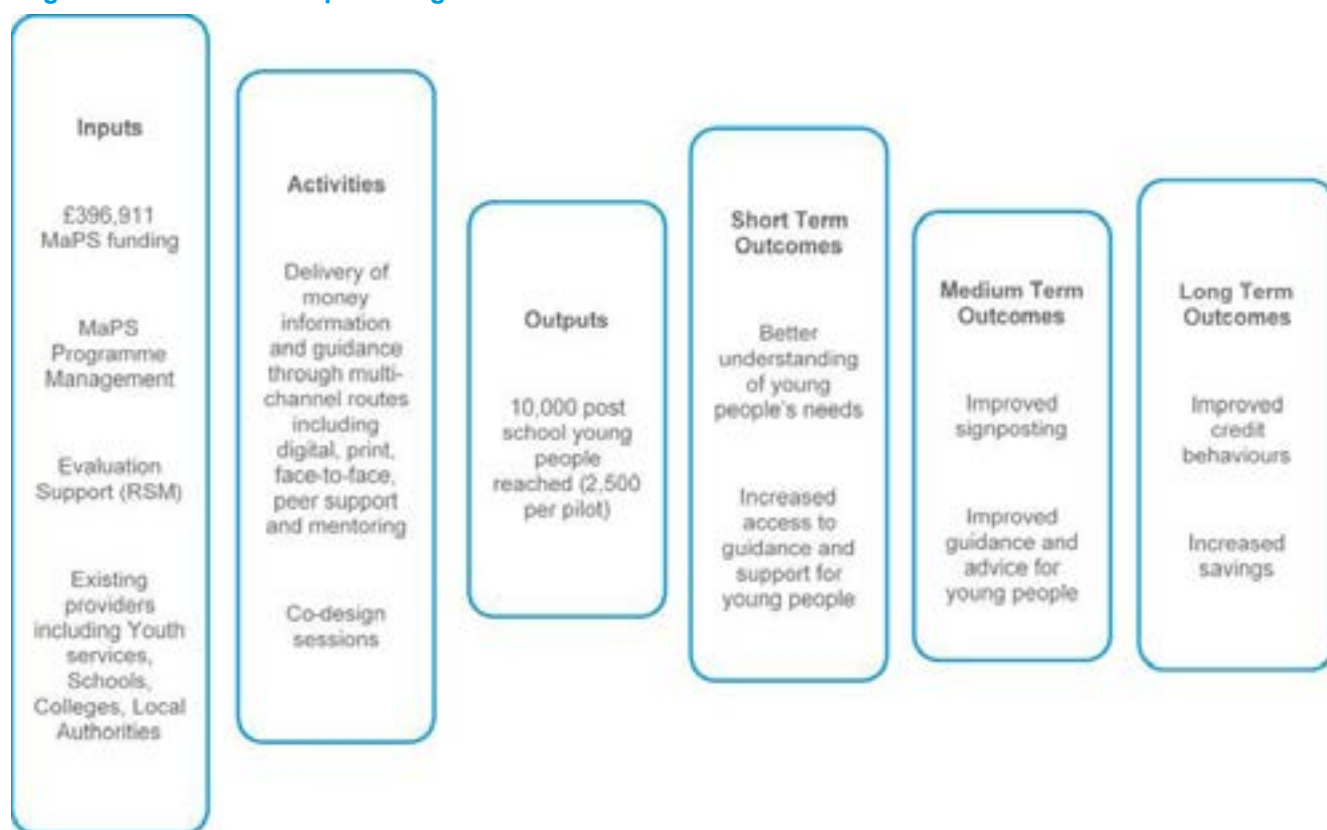 Inputs
£396,911
MaPS funding
MaPS
Programme
Management
Evaluation
Support (RSM)
Existing
providers
including Youth
services,
Schools,
Colleges, Local
Authorities
Activities
Delivery of
money
information
and guidance
through multi-
channel routes
including
digital, print,
face-to-face,
peer support
and mentoring
Co-design
sessions
Outputs
10,000 post
school young
people
reached (2,500
per pilot)
Short Term
Outcomes
Better
understanding
of young
people's needs
Increased
access to
guidance and
support for
young people
Medium Term
Outcomes
Improved
signposting
Improved
guidance and
advice for
young people
Long Term
Outcomes
Improved
credit
behaviours
Increased
savings